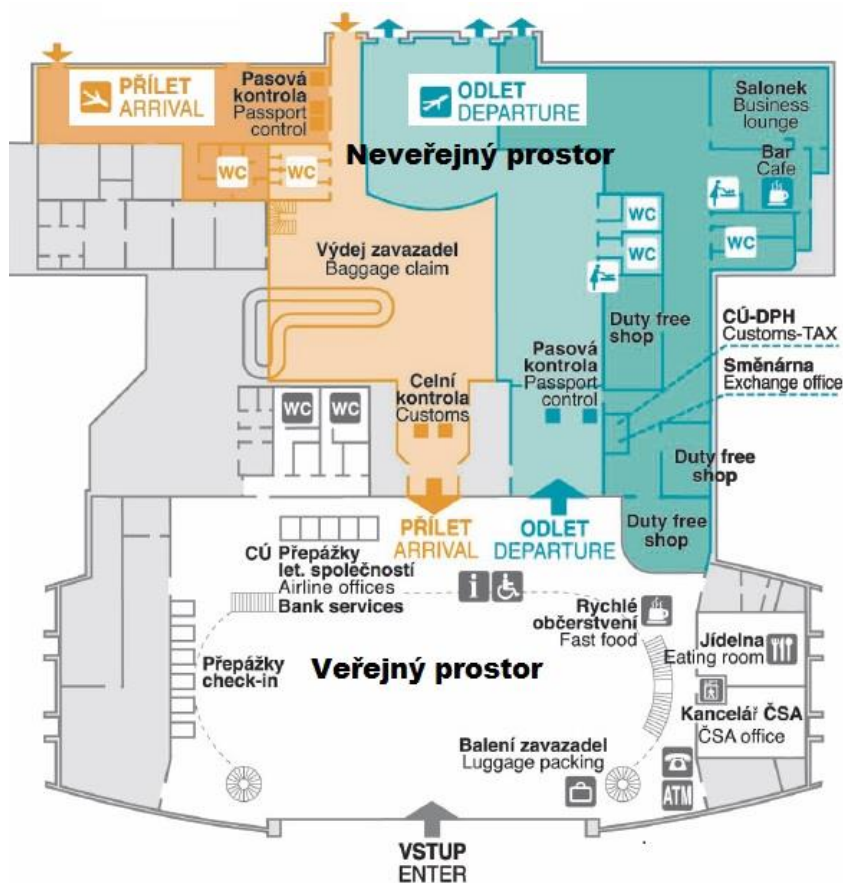 PŘÍLET
ARRIVAL
Pasová
kontrola
Passport
control
ODLET
DEPARTURE
Salonek
Business
lounge
Neveřejný prostor
Bar
Cafe
WC
WC
WC
WC
WC
Výdej zavazadel
Baggage claim
Duty free
shop
CÚ-DPH
Customs-TAX
Směnárna
Exchange office
Pasová
kontrola
Passport
control
Celní
kontrola
Customs
WC
WC
Duty free
shop
Duty free
shop
PŘÍLET
ARRIVAL
ODLET
DEPARTURE
CÚ Přepážky
let. společností
Airline offices
Bank services
i
Rychlé
občerstvení
Fast food
Jídelna
Eating room
Přepážky
check-in
Veřejný prostor
Kancelář ČSA
ČSA office
Balení zavazadel
Luggage packing
ATM
VSTUP
ENTER